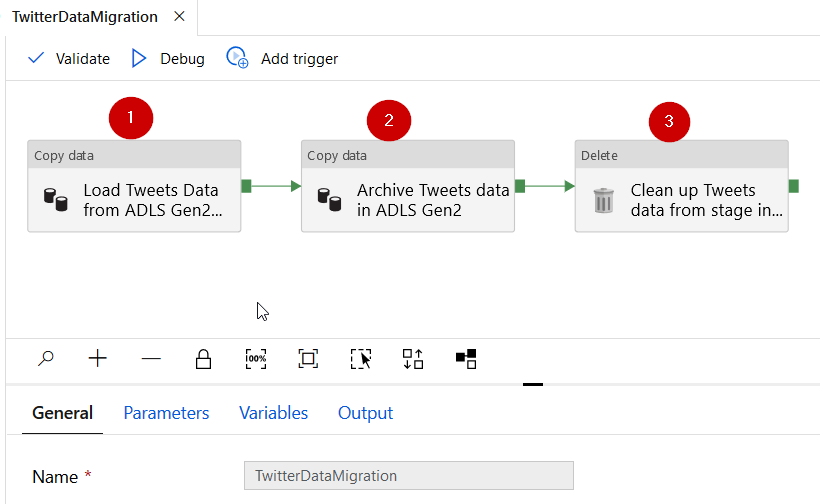 TwitterDataMigration
Validate Debug Add trigger
1 2 3
Copy data Copy data Delete
Load Tweets Data
from ADLS Gen2...
Archive Tweets data
in ADLS Gen2
Clean up Tweets
data from stage in...
100%
General Parameters Variables Output
Name * TwitterDataMigration